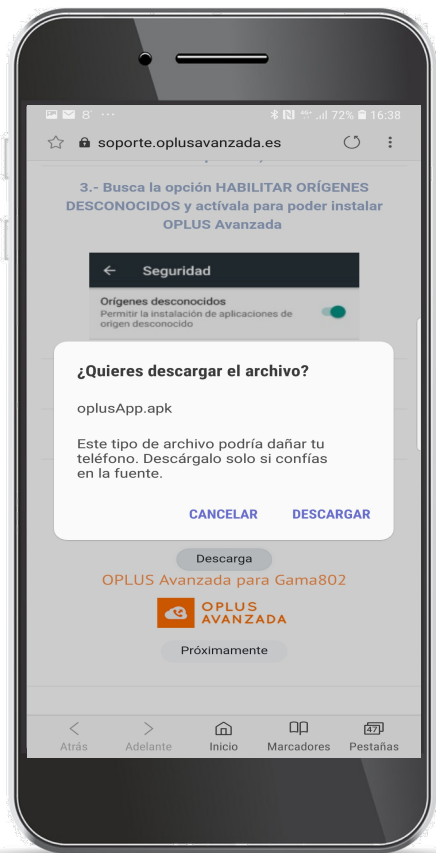 8° ...
72% 16:38
soporte.oplusavanzada.es
3.- Busca la opción HABILITAR ORÍGENES
DESCONOCIDOS y actívala para poder instalar
OPLUS Avanzada
Seguridad
Orígenes desconocidos
Permitir la instalación de aplicaciones de
origen desconocido
¿Quieres descargar el archivo?
oplusApp.apk
Este tipo de archivo podría dañar tu
teléfono. Descárgalo solo si confías
en la fuente.
CANCELAR DESCARGAR
Descarga
OPLUS Avanzada para Gama802
OPLUS
AVANZADA
Próximamente
47
Atrás Adelante Inicio Marcadores Pestañas